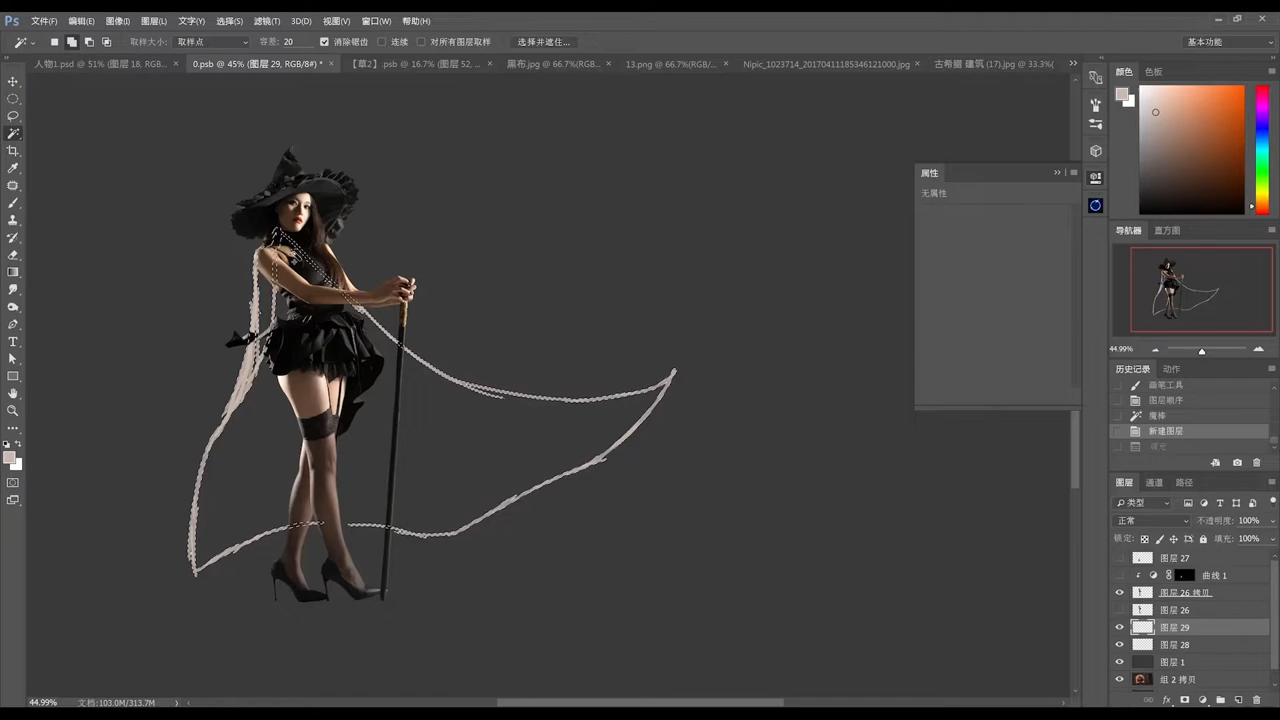 Ps 文件(F) 编辑(E) 图像(I) 图层(L) 文字(Y) 选择(S) 滤镜(T) 3D(D) 视图(V) 窗口(W) 帮助(H)
取样大小: 取样点 容差: 20 消除锯齿 连续 对所有图层取样 选择并遮住... 基本功能
人物1.psd @ 51% (图层 18, RGB/8... × 0.psb @ 45% (图层 29, RGB/8#) * × 【草2】.psb @ 16.7% (图层 52, ... × 黑布.jpg @ 66.7%(RGB/... × 13.png @ 66.7%(RGB/... × Nipic_1023714_20170411185346121000.jpg × 古希腊 建筑 (17).jpg @ 33.3%(
颜色 色板
属性
无属性
导航器 直方图
44.99%
历史记录 动作
画笔工具
图层顺序
魔棒
新建图层
填充
图层 通道 路径
类型
正常 不透明度: 100%
锁定: 填充: 100%
图层 27
曲线 1
图层 26 拷贝
图层 26
图层 29
图层 28
图层 1
组 2 拷贝
44.99% 文档:103.0M/313.7M